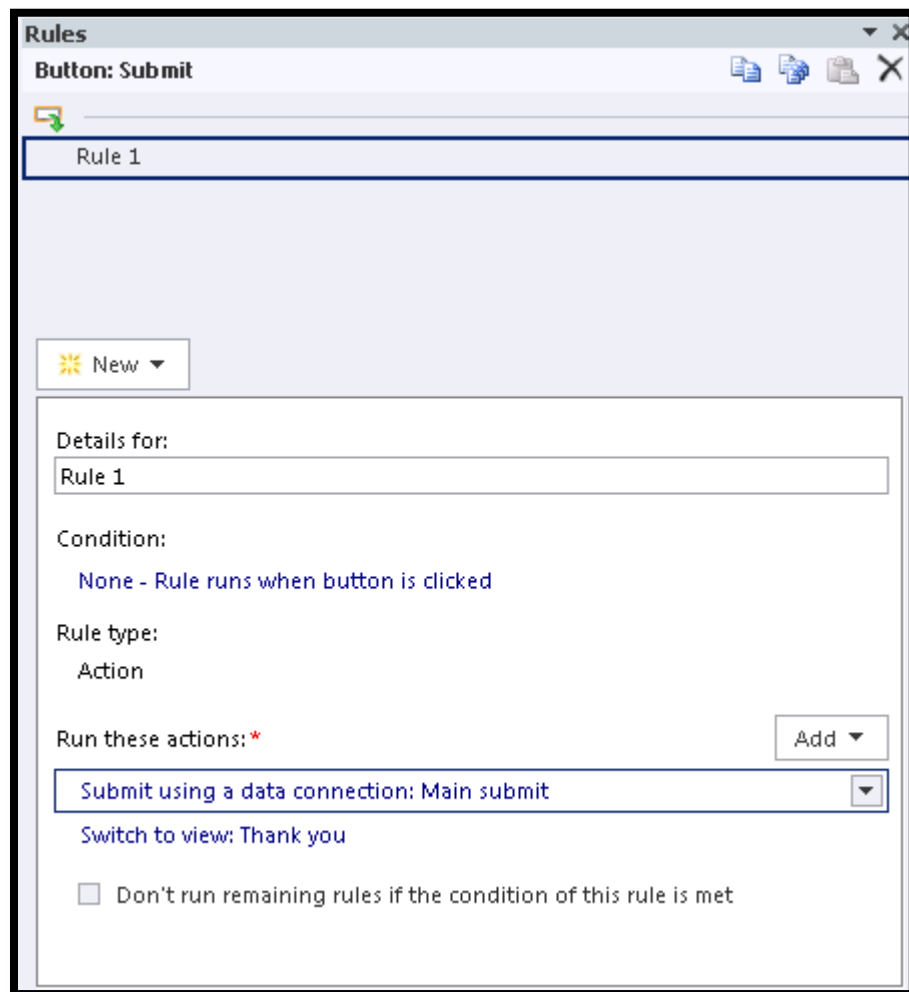 Rules
Button: Submit
Rule 1
New
Details for:
Rule 1
Condition:
None - Rule runs when button is clicked
Rule type:
Action
Run these actions:*
Add
Submit using a data connection: Main submit
Switch to view: Thank you
Don't run remaining rules if the condition of this rule is met